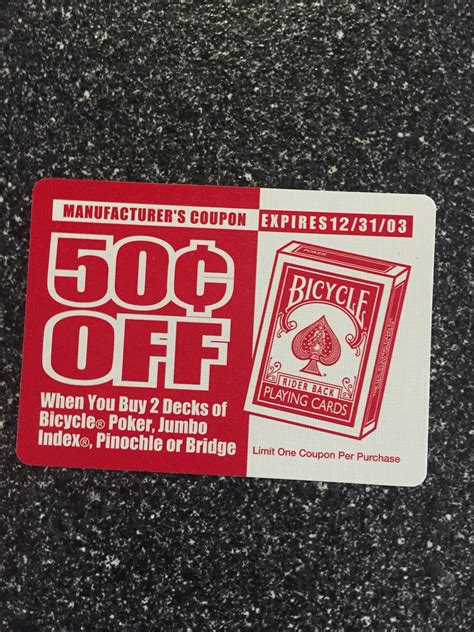 MANUFACTURER'S COUPON
EXPIRES 12/31/03
50¢
OFF
When You Buy 2 Decks of
Bicycle® Poker, Jumbo
Index®, Pinochle or Bridge
POKER
BICYCLE
RIDER BACK
PLAYING CARDS
Limit One Coupon Per Purchase